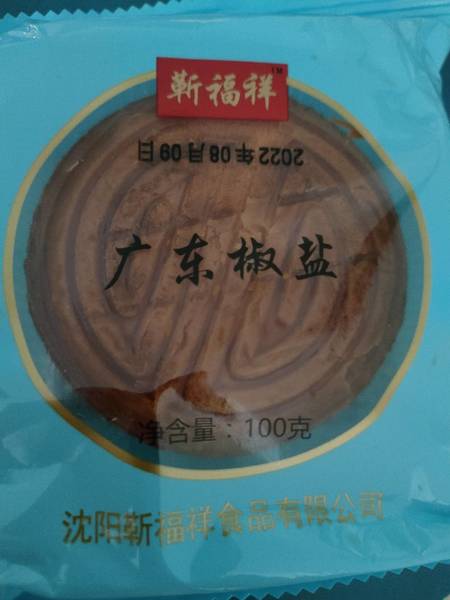 靳福祥
TM
2022年08月09日
广东椒盐
净含量：100克
沈阳靳福祥食品有限公司